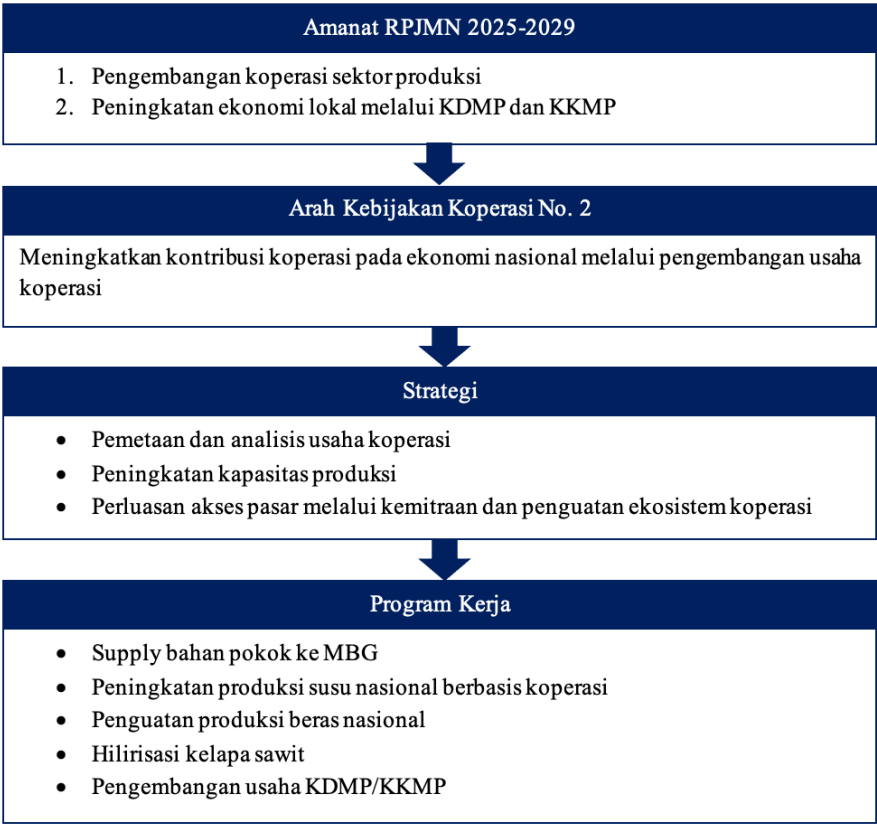 Amanat RPJMN 2025-2029
1. Pengembangan koperasi sektor produksi
2. Peningkatan ekonomi lokal melalui KDMP dan KKMP
Arah Kebijakan Koperasi No. 2
Meningkatkan kontribusi koperasi pada ekonomi nasional melalui pengembangan usaha
koperasi
Strategi
• Pemetaan dan analisis usaha koperasi
• Peningkatan kapasitas produksi
• Perluasan akses pasar melalui kemitraan dan penguatan ekosistem koperasi
Program Kerja
• Supply bahan pokok ke MBG
• Peningkatan produksi susu nasional berbasis koperasi
• Penguatan produksi beras nasional
• Hilirisasi kelapa sawit
• Pengembangan usaha KDMP/KKMP